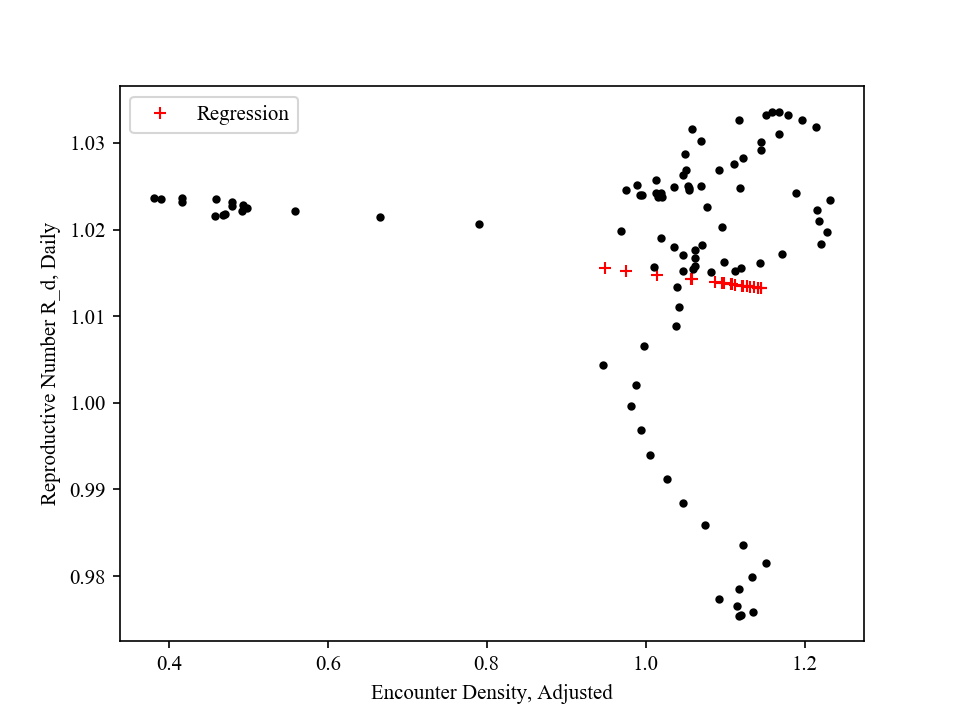 Regression
1.03
1.02
1.01
1.00
0.99
0.98
Reproductive Number R_d, Daily
0.4 0.6 0.8 1.0 1.2
Encounter Density, Adjusted